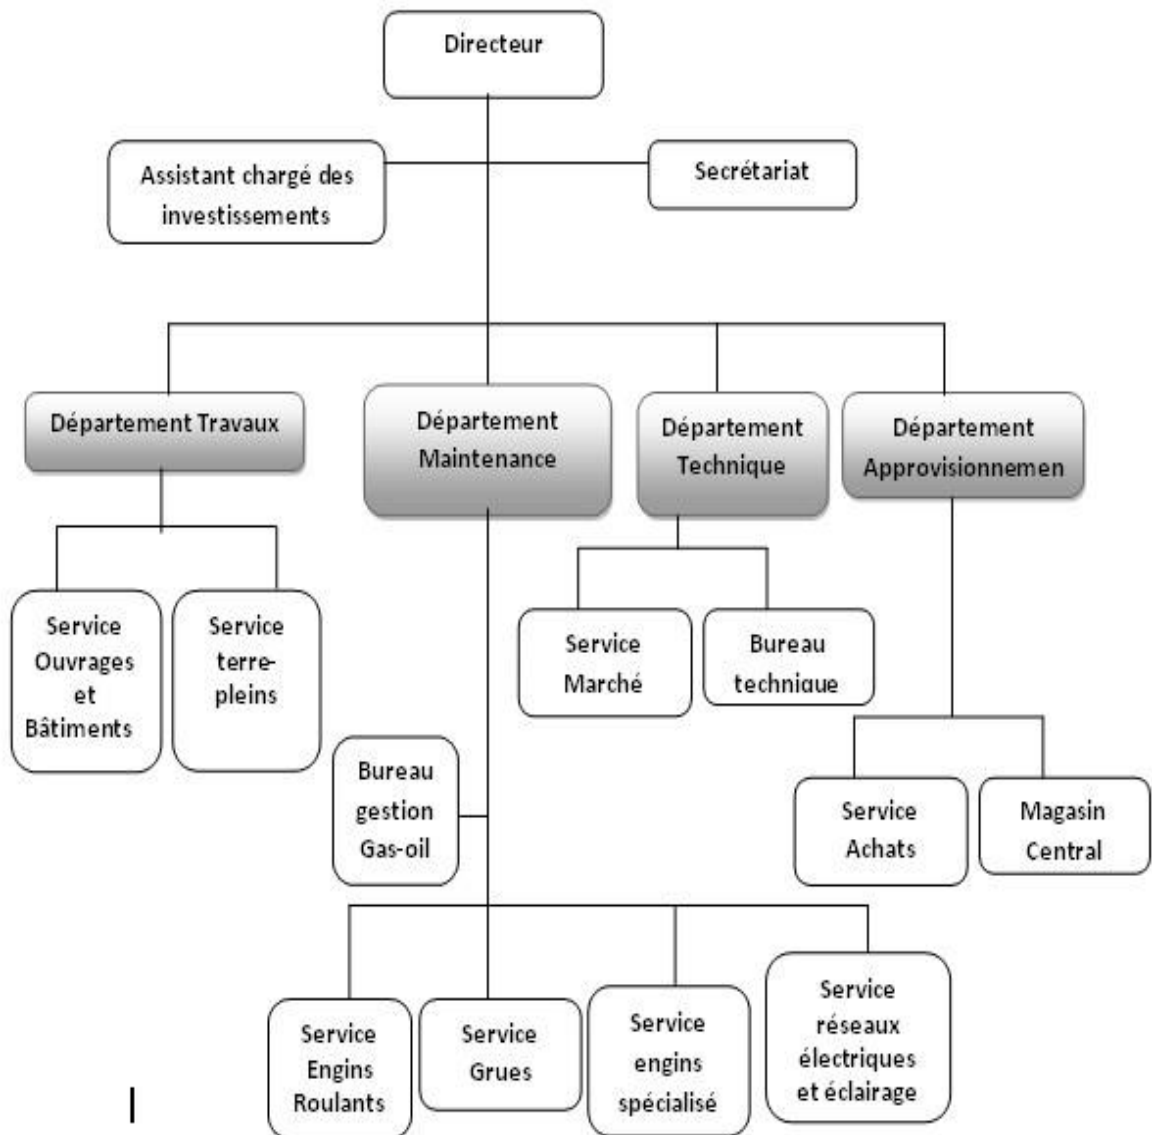 Directeur
Assistant chargé des
investissements
Secrétariat
Département Travaux
Département
Maintenance
Département
Technique
Département
Approvisionnemen
Service
Ouvrages
et
Bâtiments
Service
terre-
pleins
Service
Marché
Bureau
technique
Bureau
gestion
Gas-oil
Service
Achats
Magasin
Central
Service
Engins
Roulants
Service
Grues
Service
engins
spécialisé
Service
réseaux
électriques
et éclairage